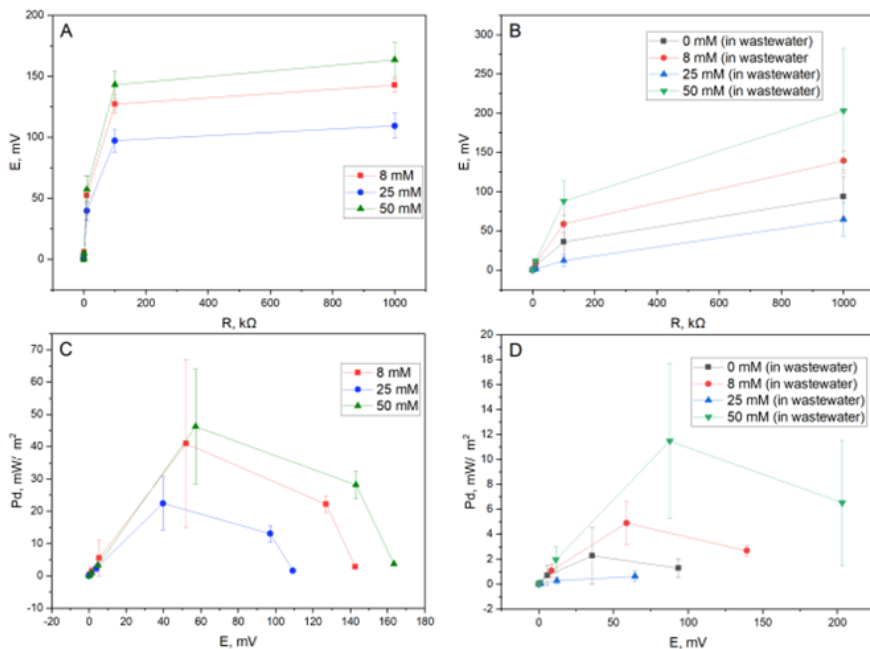 A
E, mV
200
150
100
50
0
0 200 400 600 800 1000
R, kΩ
8 mM
25 mM
50 mM
B
E, mV
350
300
250
200
150
100
50
0
0 200 400 600 800 1000
R, kΩ
0 mM (in wastewater)
8 mM (in wastewater
25 mM (in wastewater)
50 mM (in wastewater)
C
Pd, mW/ m²
70
60
50
40
30
20
10
0
-10
-40 -20 0 20 40 60 80 100 120 140 160 180
E, mV
8 mM
25 mM
50 mM
D
Pd, mW/ m²
20
18
16
14
12
10
8
6
4
2
0
-2
0 50 100 150 200
E, mV
0 mM (in wastewater)
8 mM (in wastewater)
25 mM (in wastewater)
50 mM (in wastewater)